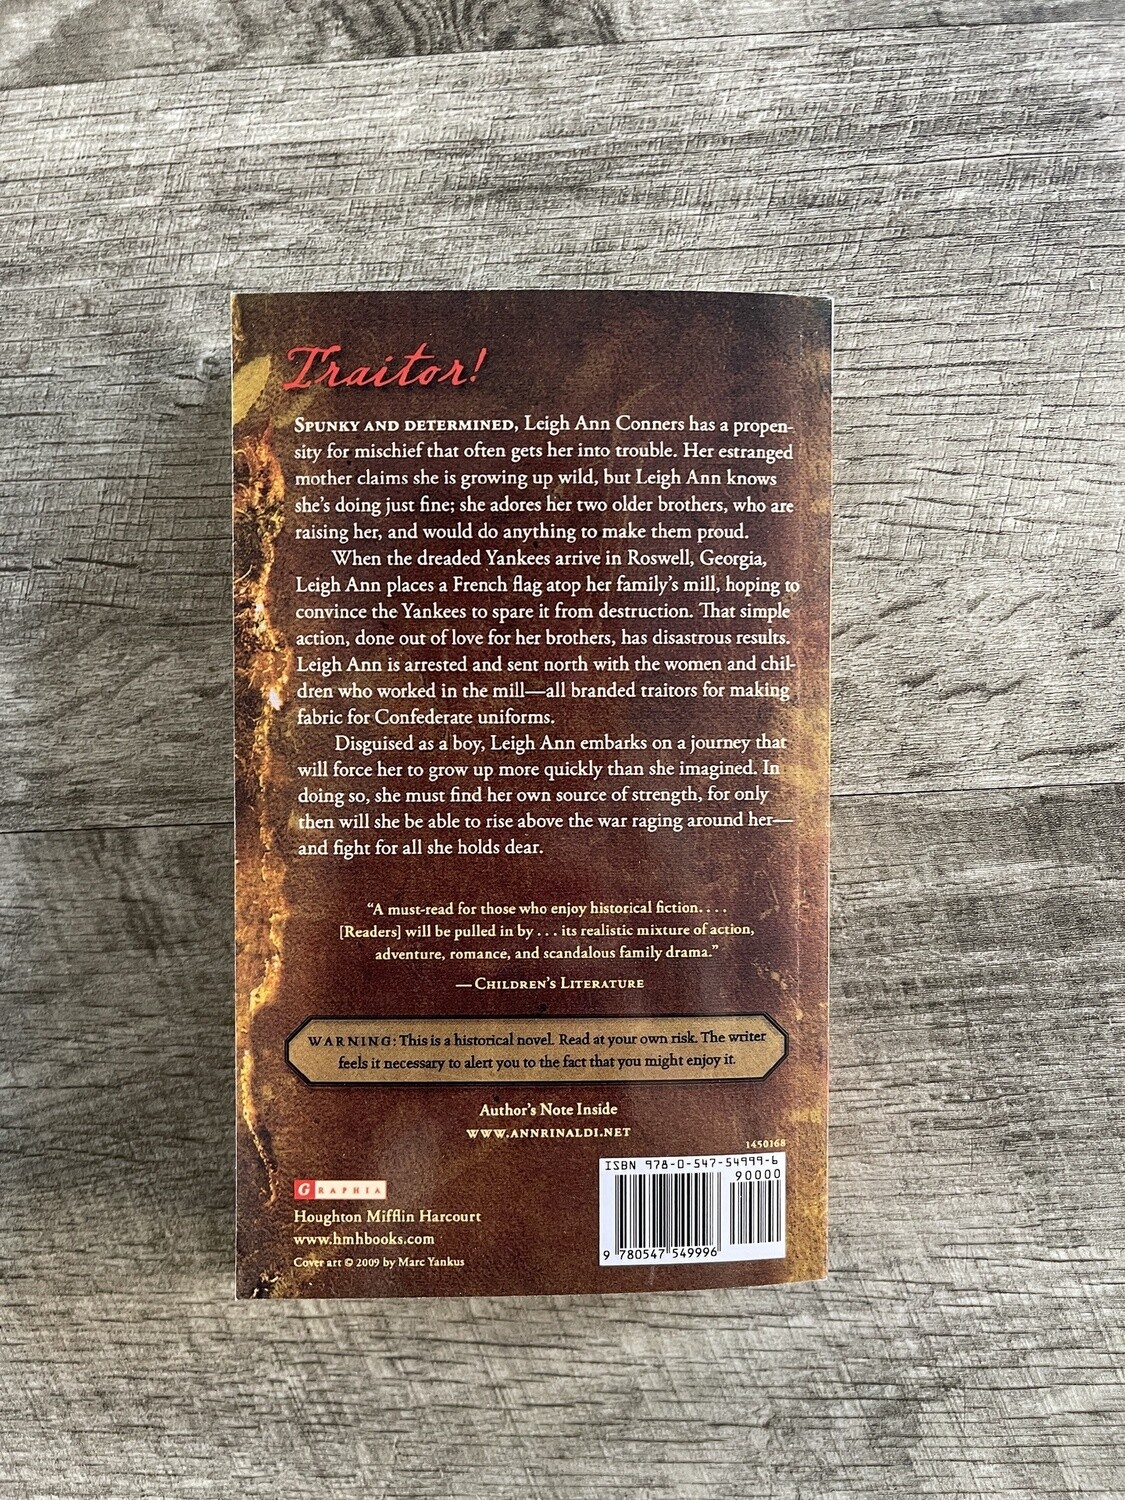 Traitor!
SPUNKY AND DETERMINED, Leigh Ann Conners has a propen-
sity for mischief that often gets her into trouble. Her estranged
mother claims she is growing up wild, but Leigh Ann knows
she's doing just fine; she adores her two older brothers, who are
raising her, and would do anything to make them proud.
When the dreaded Yankees arrive in Roswell, Georgia,
Leigh Ann places a French flag atop her family's mill, hoping to
convince the Yankees to spare it from destruction. That simple
action, done out of love for her brothers, has disastrous results.
Leigh Ann is arrested and sent north with the women and chil-
dren who worked in the mill—all branded traitors for making
fabric for Confederate uniforms.
Disguised as a boy, Leigh Ann embarks on a journey that
will force her to grow up more quickly than she imagined. In
doing so, she must find her own source of strength, for only
then will she be able to rise above the war raging around her—
and fight for all she holds dear.
"A must-read for those who enjoy historical fiction. . . .
[Readers] will be pulled in by . . . its realistic mixture of action,
adventure, romance, and scandalous family drama."
—CHILDREN'S LITERATURE
WARNING: This is a historical novel. Read at your own risk. The writer
feels it necessary to alert you to the fact that you might enjoy it.
Author's Note Inside
WWW.ANNRINALDI.NET
1450168
ISBN 978-0-547-54999-6
90000
9 780547 549996
GRAPHIA
Houghton Mifflin Harcourt
www.hmhbooks.com
Cover art © 2009 by Marc Yankus